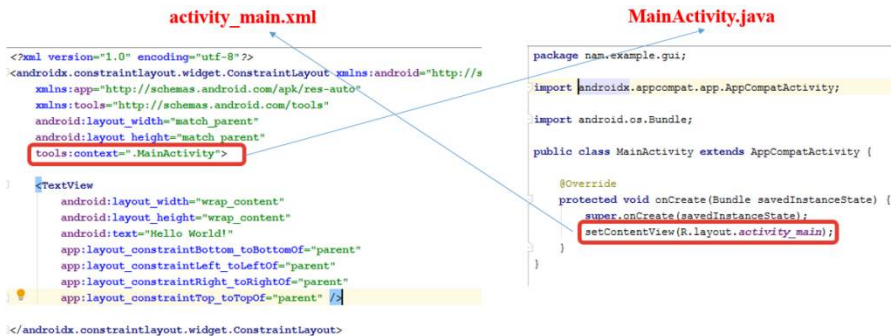 activity_main.xml
<?xml version="1.0" encoding="utf-8"?>
<androidx.constraintlayout.widget.ConstraintLayout xmlns:android="http://s
xmlns:app="http://schemas.android.com/apk/res-auto"
xmlns:tools="http://schemas.android.com/tools"
android:layout_width="match_parent"
android:layout_height="match_parent"
tools:context=".MainActivity">
<TextView
android:layout_width="wrap_content"
android:layout_height="wrap_content"
android:text="Hello World!"
app:layout_constraintBottom_toBottomOf="parent"
app:layout_constraintLeft_toLeftOf="parent"
app:layout_constraintRight_toRightOf="parent"
app:layout_constraintTop_toTopOf="parent" />
</androidx.constraintlayout.widget.ConstraintLayout>
MainActivity.java
package nam.example.gui;
import androidx.appcompat.app.AppCompatActivity;
import android.os.Bundle;
public class MainActivity extends AppCompatActivity {
@Override
protected void onCreate(Bundle savedInstanceState) {
super.onCreate(savedInstanceState);
setContentView(R.layout.activity_main);
}
}